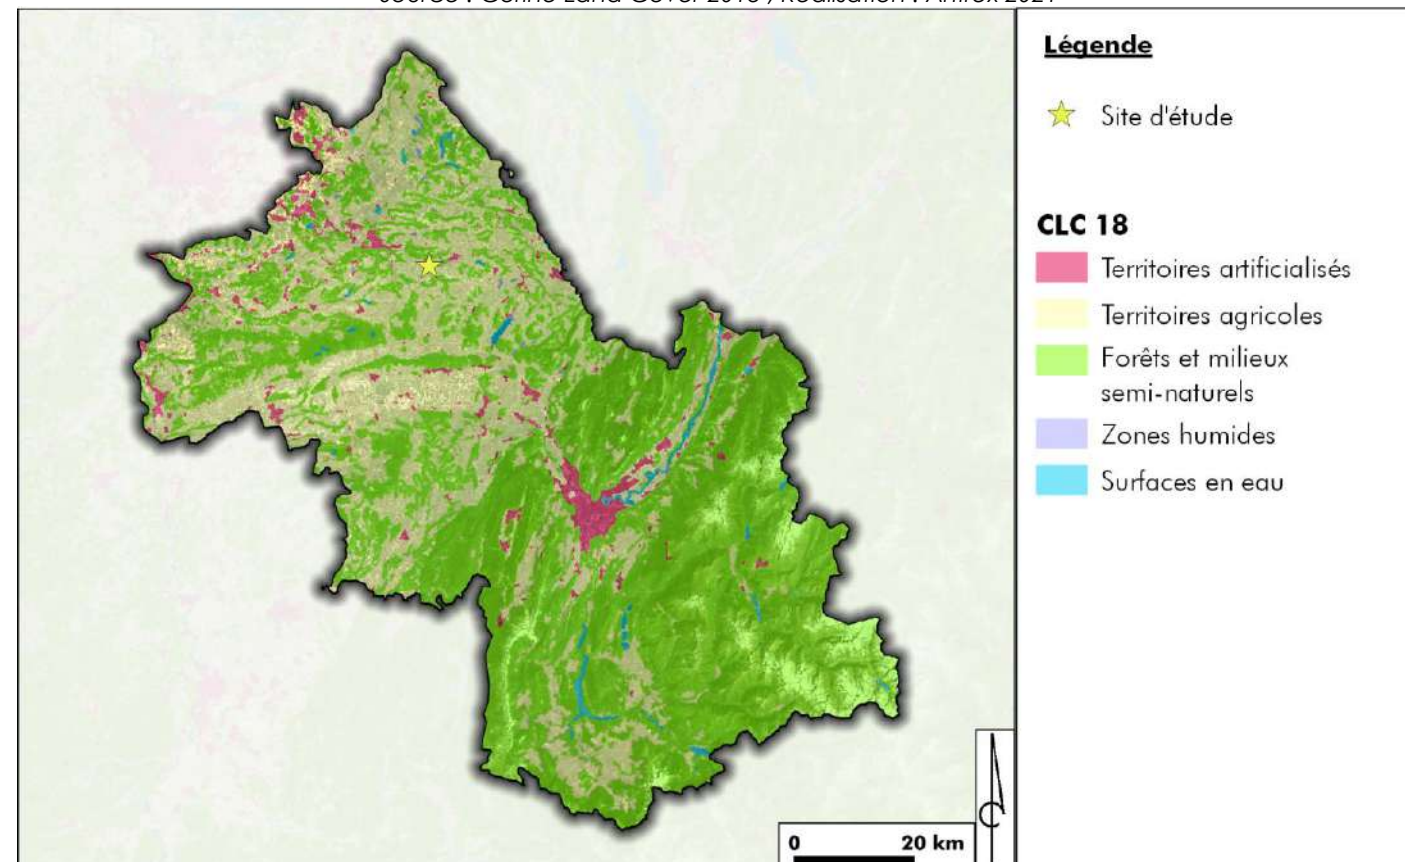 Légende
Site d'étude
CLC 18
Territoires artificialisés
Territoires agricoles
Forêts et milieux
semi-naturels
Zones humides
Surfaces en eau
0 20 km